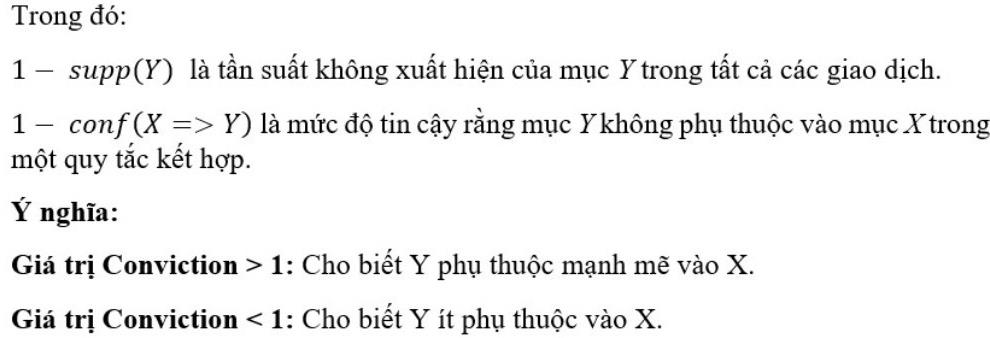 Trong đó:
1 − supp(Y) là tần suất không xuất hiện của mục Y trong tất cả các giao dịch.
1 − conf(X => Y) là mức độ tin cậy rằng mục Y không phụ thuộc vào mục X trong
một quy tắc kết hợp.
Ý nghĩa:
Giá trị Conviction > 1: Cho biết Y phụ thuộc mạnh mẽ vào X.
Giá trị Conviction < 1: Cho biết Y ít phụ thuộc vào X.